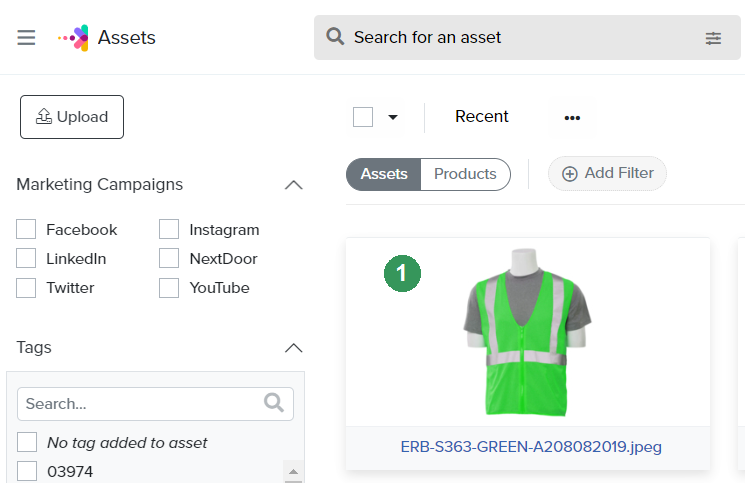 Assets
Search for an asset
Upload
Recent
•••
Assets
Products
Add Filter
Marketing Campaigns
Facebook
Instagram
LinkedIn
NextDoor
Twitter
YouTube
Tags
Search...
No tag added to asset
03974
1
ERB-S363-GREEN-A208082019.jpeg